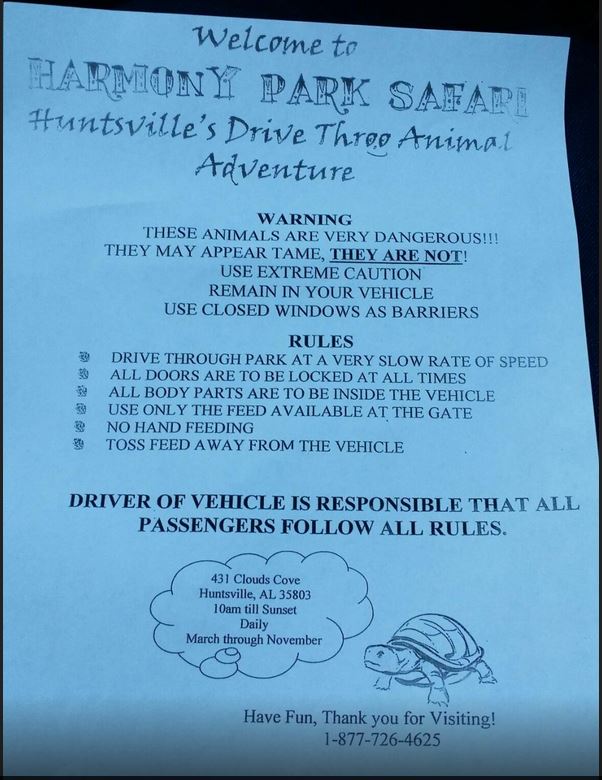 Welcome to
HARMONY PARK SAFARI
Huntsville's Drive Throo Animal
Adventure
WARNING
THESE ANIMALS ARE VERY DANGEROUS!!!
THEY MAY APPEAR TAME, THEY ARE NOT!
USE EXTREME CAUTION
REMAIN IN YOUR VEHICLE
USE CLOSED WINDOWS AS BARRIERS
RULES
DRIVE THROUGH PARK AT A VERY SLOW RATE OF SPEED
ALL DOORS ARE TO BE LOCKED AT ALL TIMES
ALL BODY PARTS ARE TO BE INSIDE THE VEHICLE
USE ONLY THE FEED AVAILABLE AT THE GATE
NO HAND FEEDING
TOSS FEED AWAY FROM THE VEHICLE
DRIVER OF VEHICLE IS RESPONSIBLE THAT ALL
PASSENGERS FOLLOW ALL RULES.
431 Clouds Cove
Huntsville, AL 35803
10am till Sunset
Daily
March through November
Have Fun, Thank you for Visiting!
1-877-726-4625